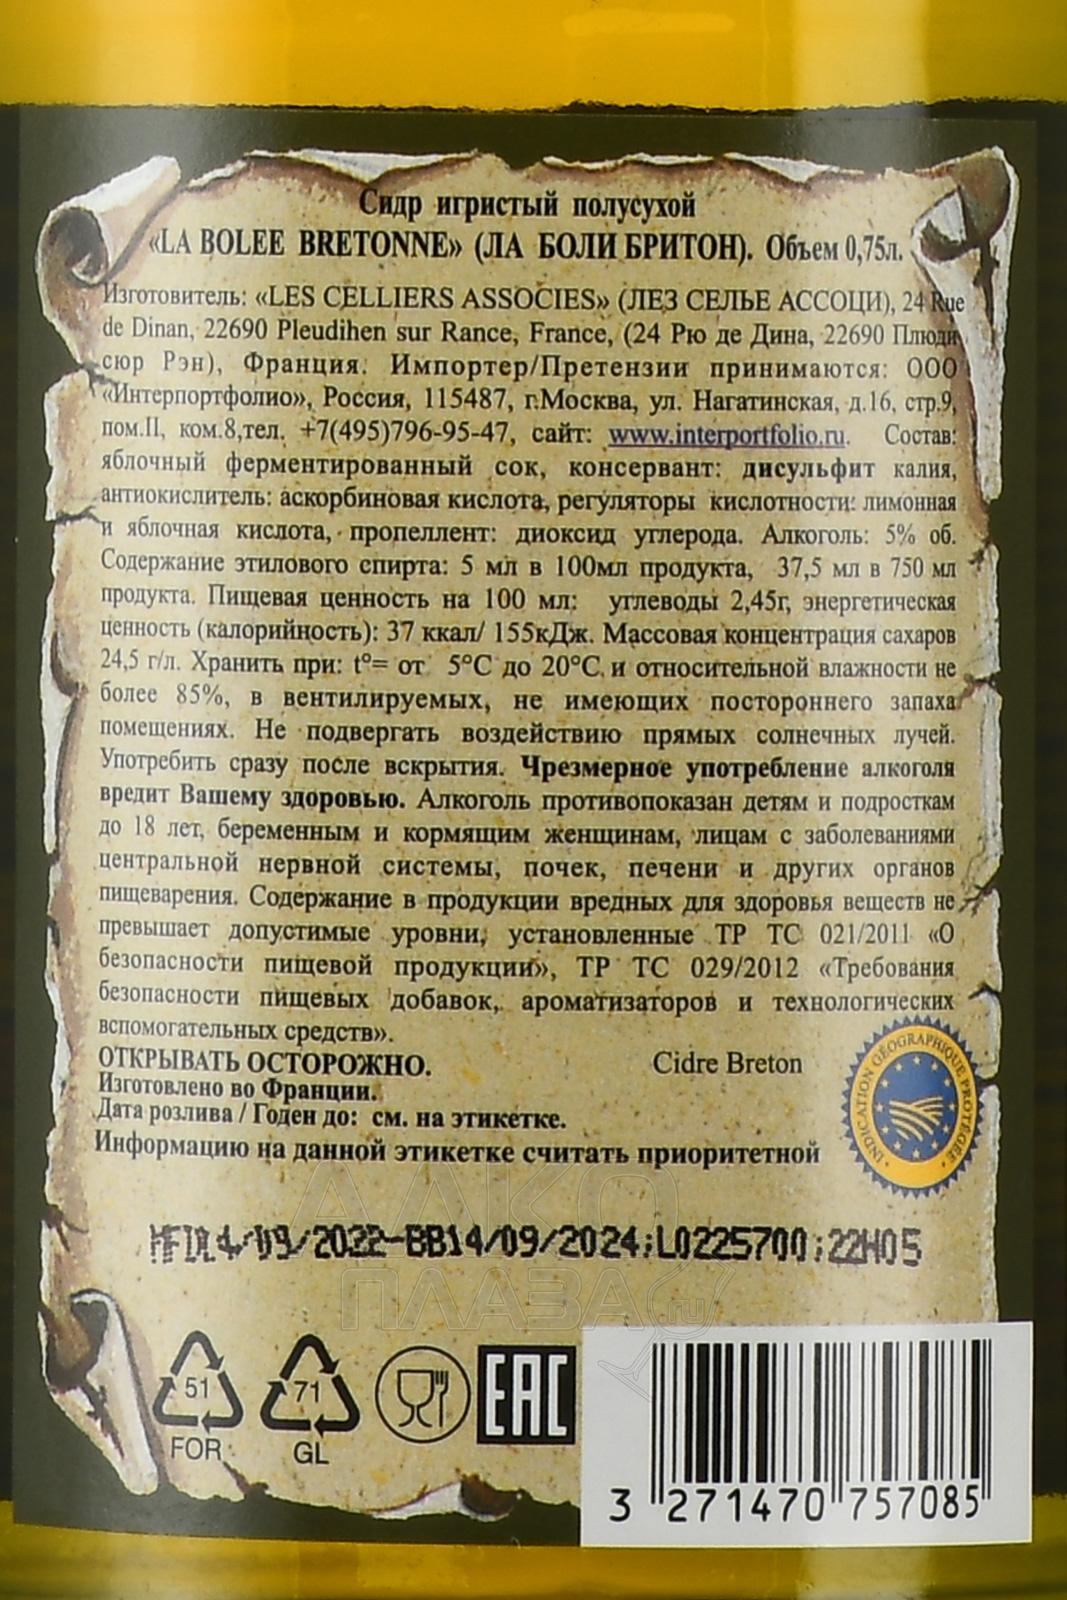 Сидр игристый полусухой
«LA BOLEE BRETONNE» (ЛА БОЛИ БРИТОН). Объем 0,75л.
Изготовитель: «LES CELLIERS ASSOCIES» (ЛЕЗ СЕЛЬЕ АССОЦИ), 24 Rue
de Dinan, 22690 Pleudihen sur Rance, France, (24 Рю де Дина, 22690 Плюди
сюр Рэн), Франция. Импортер/Претензии принимаются: ООО
«Интерпортфолио», Россия, 115487, г.Москва, ул. Нагатинская, д.16, стр.9,
пом.II, ком.8,тел. +7(495)796-95-47, сайт: www.interportfolio.ru. Состав:
яблочный ферментированный сок, консервант: дисульфит калия,
антиокислитель: аскорбиновая кислота, регуляторы кислотности: лимонная
и яблочная кислота, пропеллент: диоксид углерода. Алкоголь: 5% об.
Содержание этилового спирта: 5 мл в 100мл продукта, 37,5 мл в 750 мл
продукта. Пищевая ценность на 100 мл: углеводы 2,45г, энергетическая
ценность (калорийность): 37 ккал/ 155кДж. Массовая концентрация сахаров
24,5 г/л. Хранить при: t°= от 5°C до 20°C и относительной влажности не
более 85%, в вентилируемых, не имеющих постороннего запаха
помещениях. Не подвергать воздействию прямых солнечных лучей.
Употребить сразу после вскрытия. Чрезмерное употребление алкоголя
вредит Вашему здоровью. Алкоголь противопоказан детям и подросткам
до 18 лет, беременным и кормящим женщинам, лицам с заболеваниями
центральной нервной системы, почек, печени и других органов
пищеварения. Содержание в продукции вредных для здоровья веществ не
превышает допустимые уровни, установленные ТР ТС 021/2011 «О
безопасности пищевой продукции», ТР ТС 029/2012 «Требования
безопасности пищевых добавок, ароматизаторов и технологических
вспомогательных средств».
ОТКРЫВАТЬ ОСТОРОЖНО.
Cidre Breton
Изготовлено во Франции.
Дата розлива / Годен до: см. на этикетке.
Информацию на данной этикетке считать приоритетной
INDICATION GÉOGRAPHIQUE PROTÉGÉE
MFD14/09/2022-BB14/09/2024;L0225700;22H05
АЛКО
ПЛАЗА.ru
51
FOR
71
GL
EAC
3 271470 757085